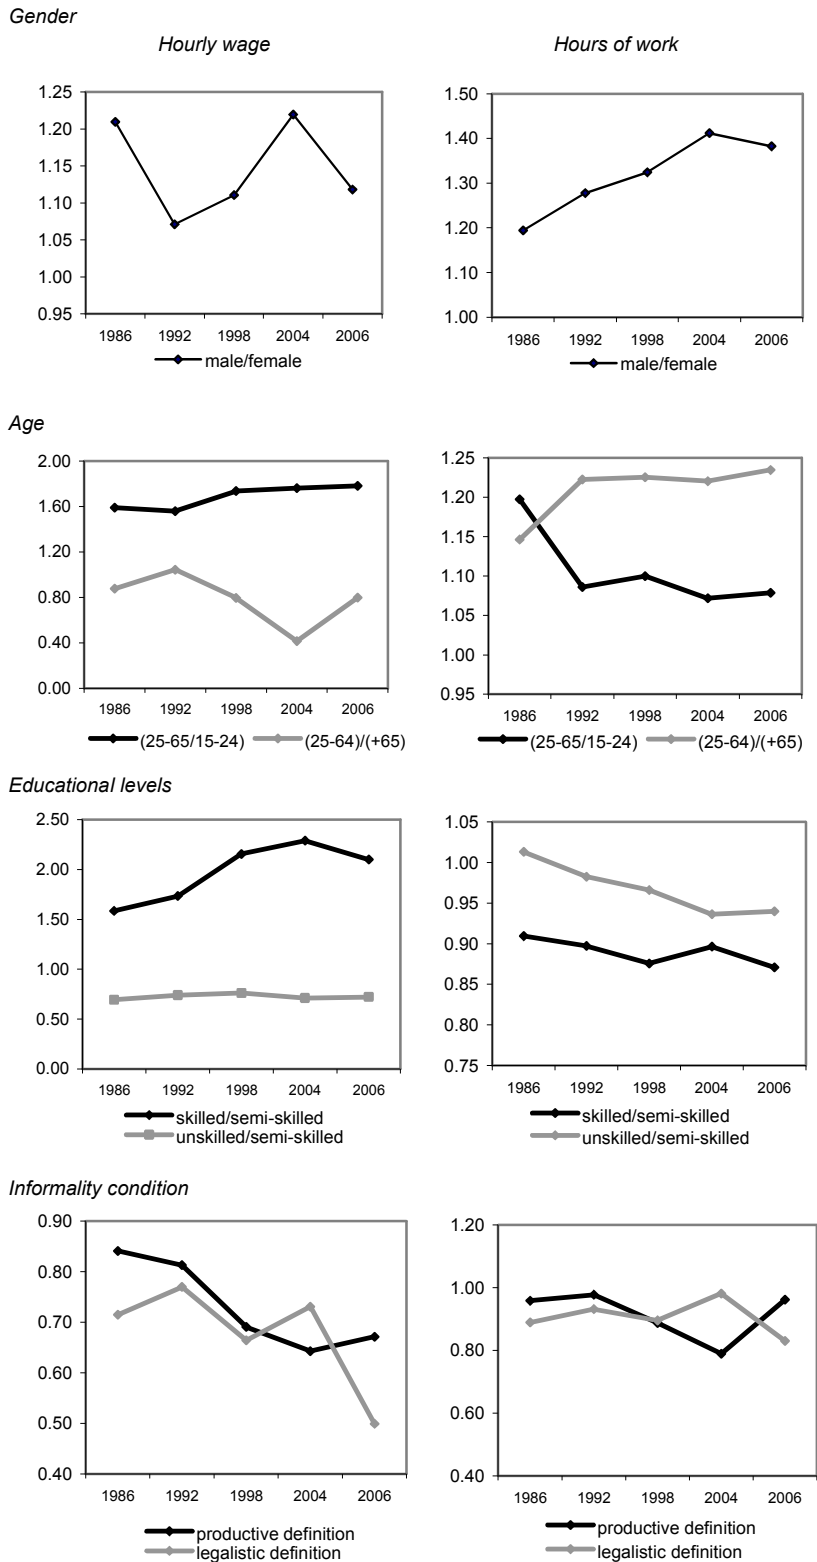 Gender
Hourly wage
Hours of work
1.25
1.20
1.15
1.10
1.05
1.00
0.95
1986 1992 1998 2004 2006
male/female
1.50
1.40
1.30
1.20
1.10
1.00
1986 1992 1998 2004 2006
male/female
Age
2.00
1.60
1.20
0.80
0.40
0.00
1986 1992 1998 2004 2006
(25-65/15-24) (25-64)/(+65)
1.25
1.20
1.15
1.10
1.05
1.00
0.95
1986 1992 1998 2004 2006
(25-65/15-24) (25-64)/(+65)
Educational levels
2.50
2.00
1.50
1.00
0.50
0.00
1986 1992 1998 2004 2006
skilled/semi-skilled
unskilled/semi-skilled
1.05
1.00
0.95
0.90
0.85
0.80
0.75
1986 1992 1998 2004 2006
skilled/semi-skilled
unskilled/semi-skilled
Informality condition
0.90
0.80
0.70
0.60
0.50
0.40
1986 1992 1998 2004 2006
productive definition
legalistic definition
1.20
1.00
0.80
0.60
0.40
1986 1992 1998 2004 2006
productive definition
legalistic definition